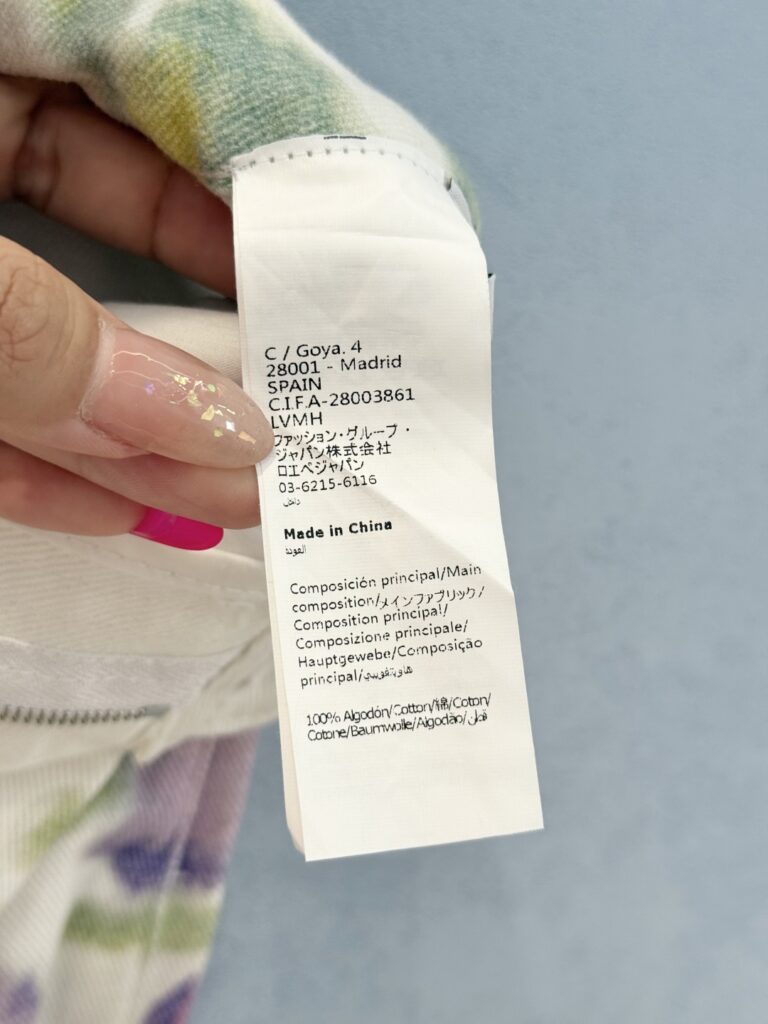 C / Goya. 4
28001 - Madrid
SPAIN
C.I.F.A-28003861
LVMH
ファッション・グループ・
ジャパン株式会社
ロエベジャパン
03-6215-6116
Made in China
Composición principal/Main
composition/メインファブリック/
Composition principal/
Composizione principale/
Hauptgewebe/Composição
principal/
100% Algodón/Cotton/綿/Coton/
Cotone/Baumwolle/Algodão/قطن